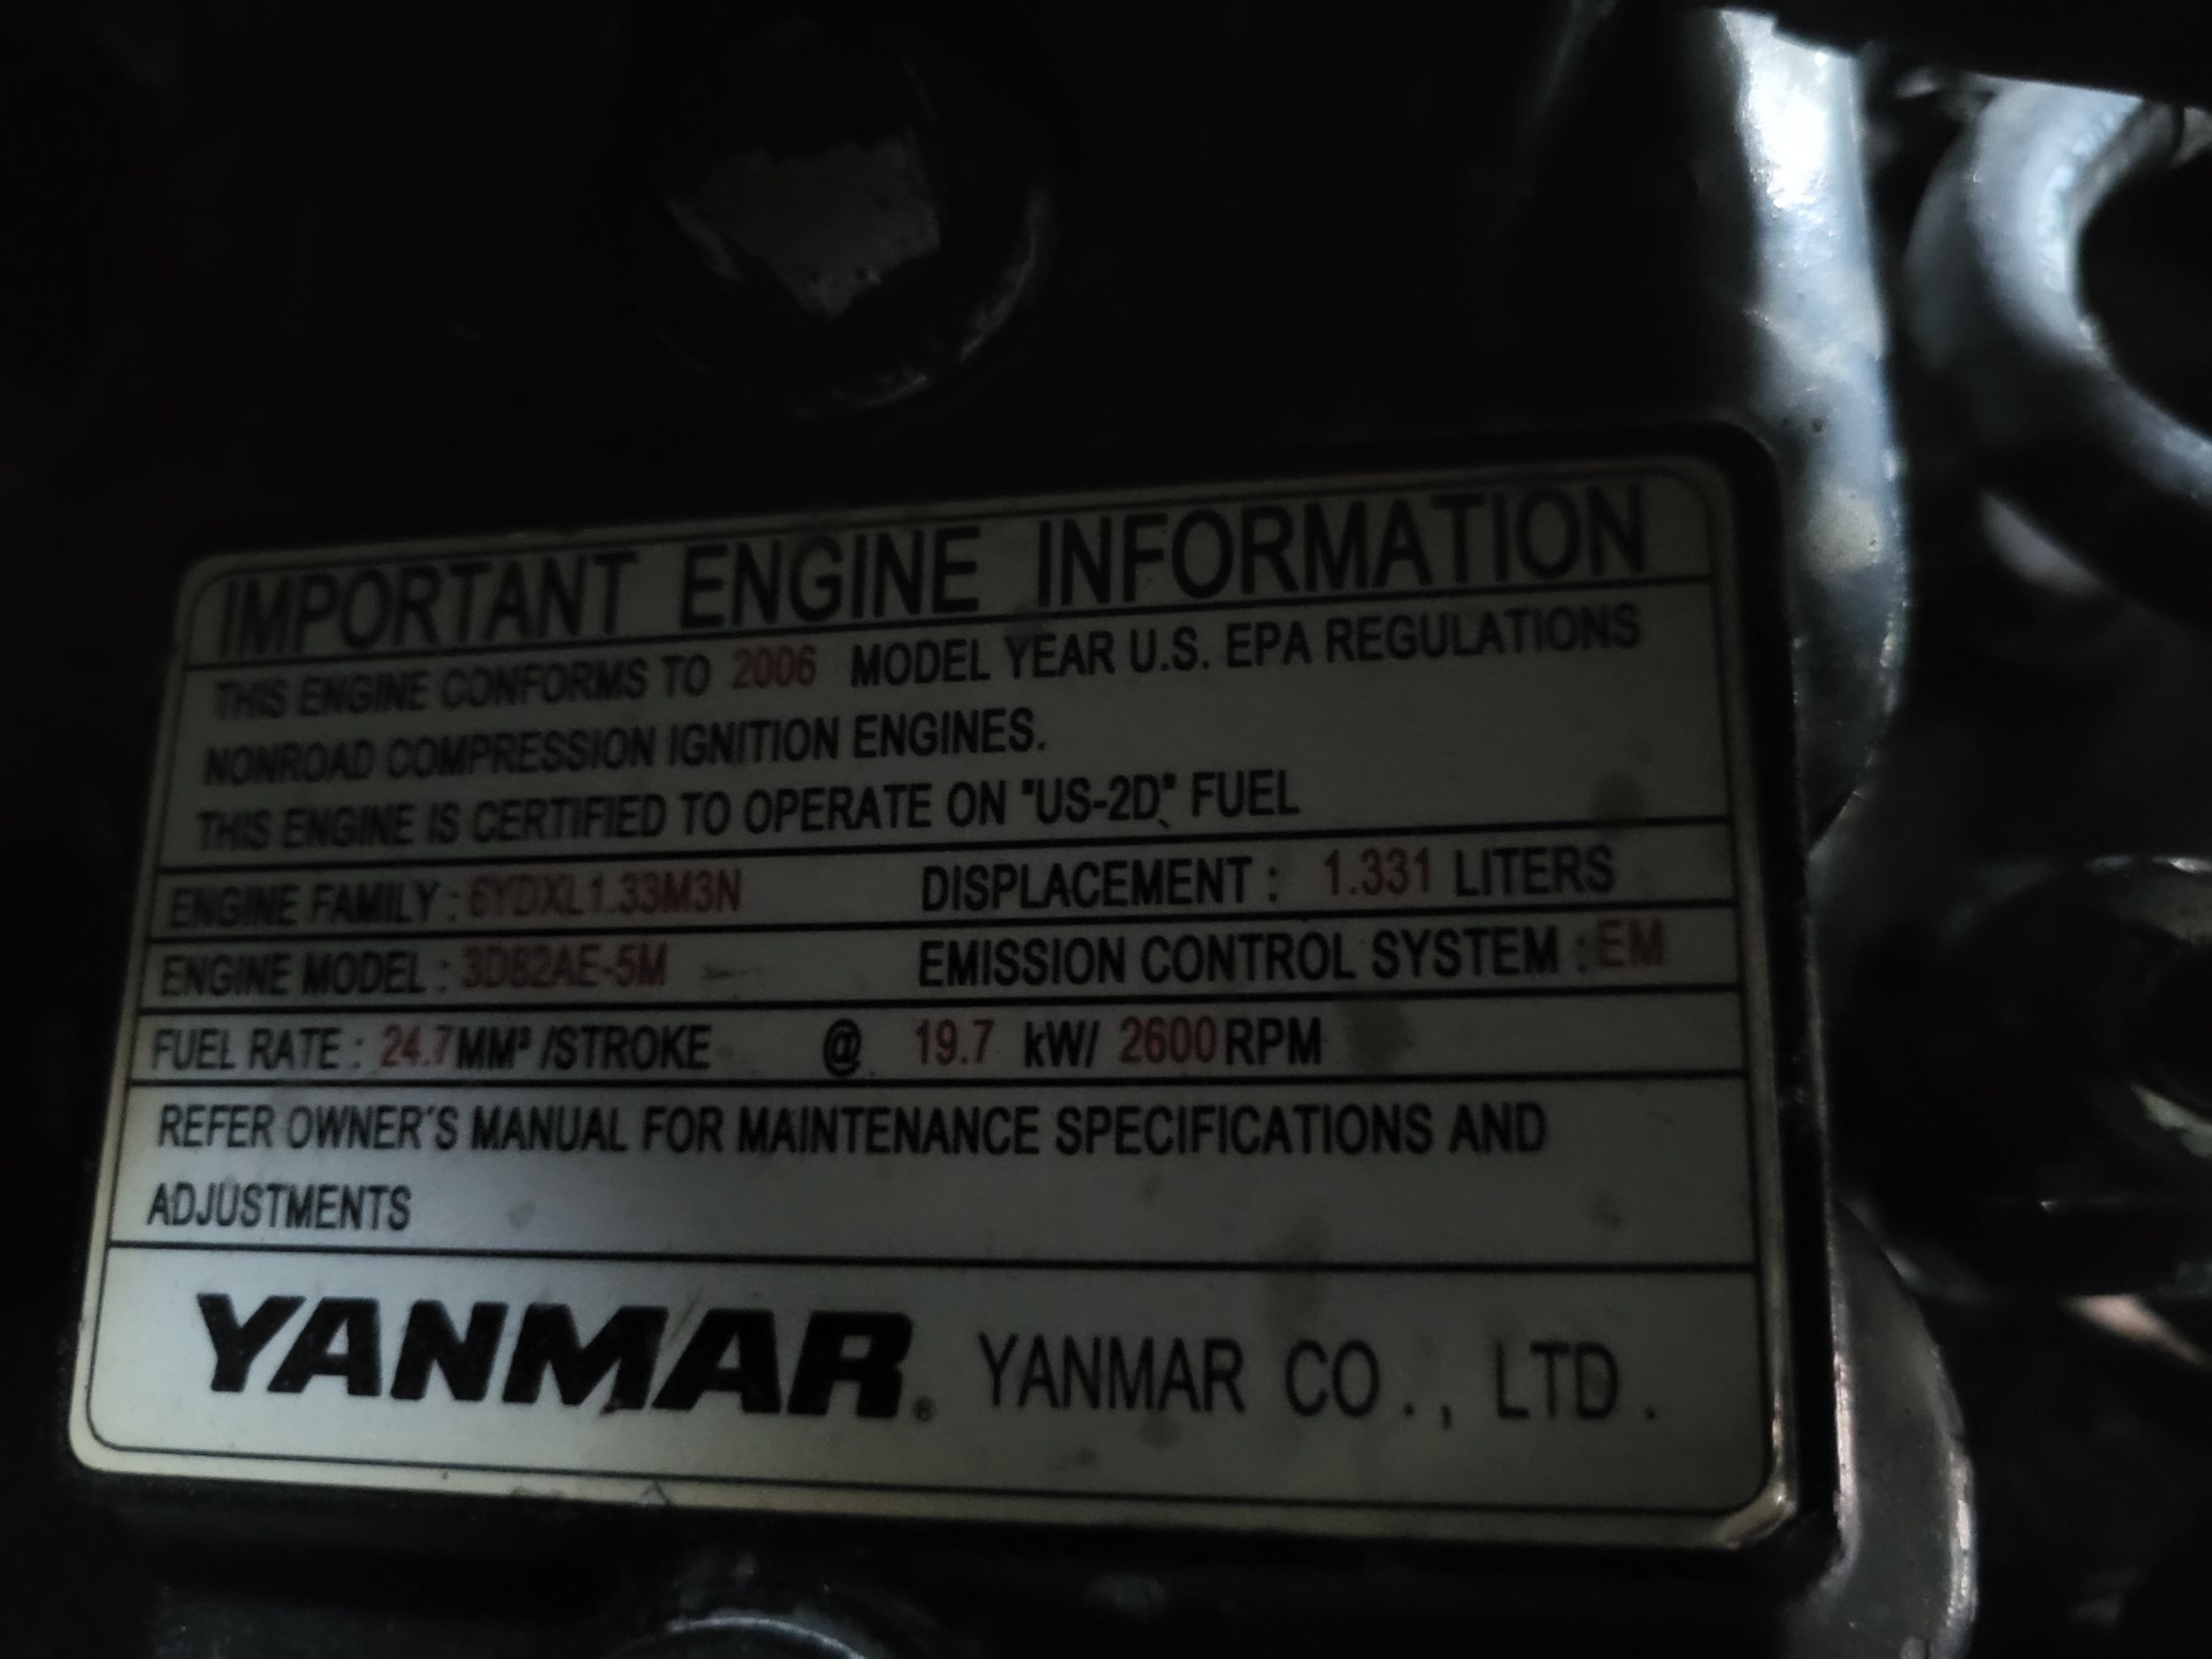 IMPORTANT ENGINE INFORMATION
THIS ENGINE CONFORMS TO 2006 MODEL YEAR U.S. EPA REGULATIONS
NONROAD COMPRESSION IGNITION ENGINES.
THIS ENGINE IS CERTIFIED TO OPERATE ON "US-2D" FUEL
ENGINE FAMILY : 6YDXL1.33M3N DISPLACEMENT : 1.331 LITERS
ENGINE MODEL : 3D82AE-5M EMISSION CONTROL SYSTEM : EM
FUEL RATE : 24.7MM³ /STROKE @ 19.7 kW/ 2600 RPM
REFER OWNER'S MANUAL FOR MAINTENANCE SPECIFICATIONS AND
ADJUSTMENTS
YANMAR® YANMAR CO., LTD.